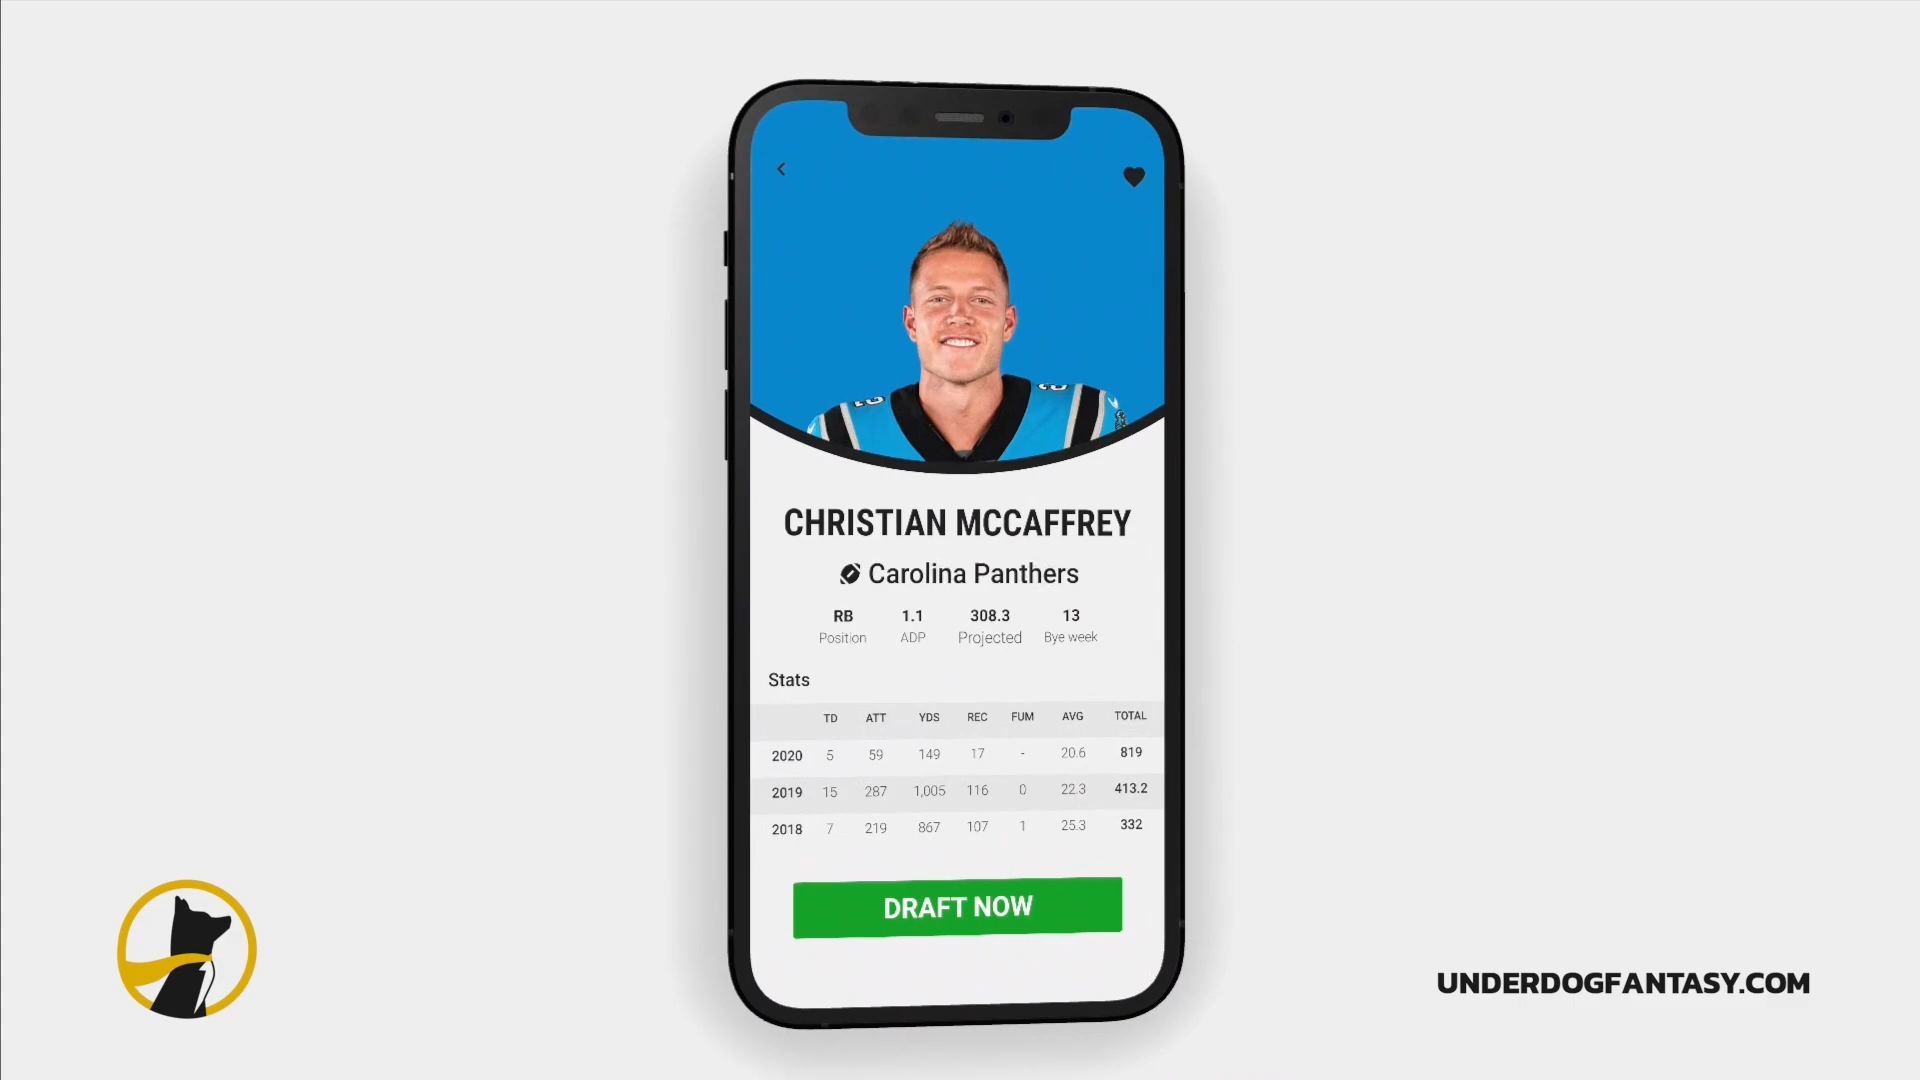 CHRISTIAN MCCAFFREY
Carolina Panthers
RB 1.1 308.3 13
Position ADP Projected Bye week
Stats
TD ATT YDS REC FUM AVG TOTAL
2020 5 59 149 17 - 20.6 819
2019 15 287 1,005 116 0 22.3 413.2
2018 7 219 867 107 1 25.3 332
DRAFT NOW
UNDERDOGFANTASY.COM